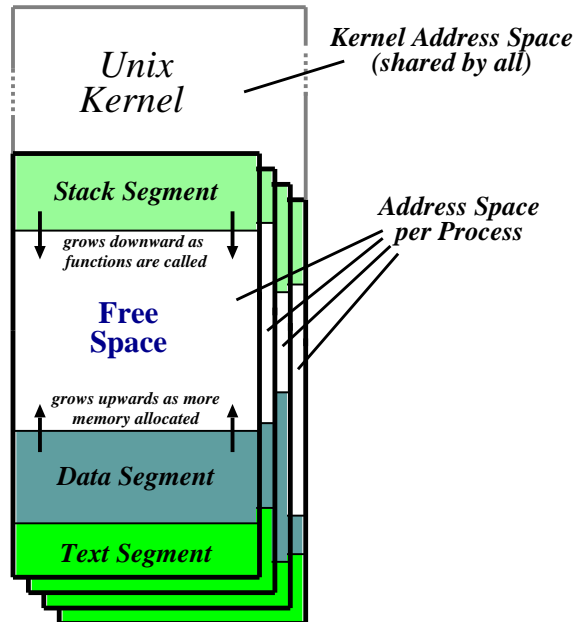 Unix
Kernel
Kernel Address Space
(shared by all)
Stack Segment
grows downward as
functions are called
Address Space
per Process
Free
Space
grows upwards as more
memory allocated
Data Segment
Text Segment